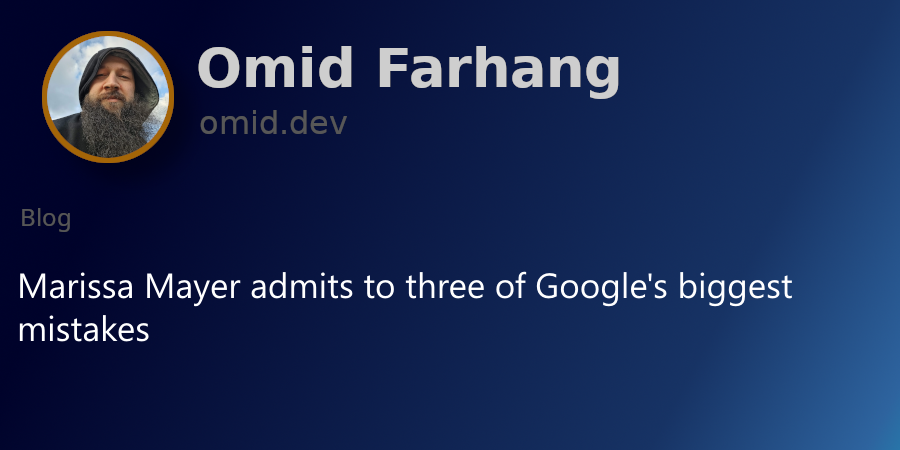 Omid Farhang
omid.dev
Blog
Marissa Mayer admits to three of Google's biggest
mistakes